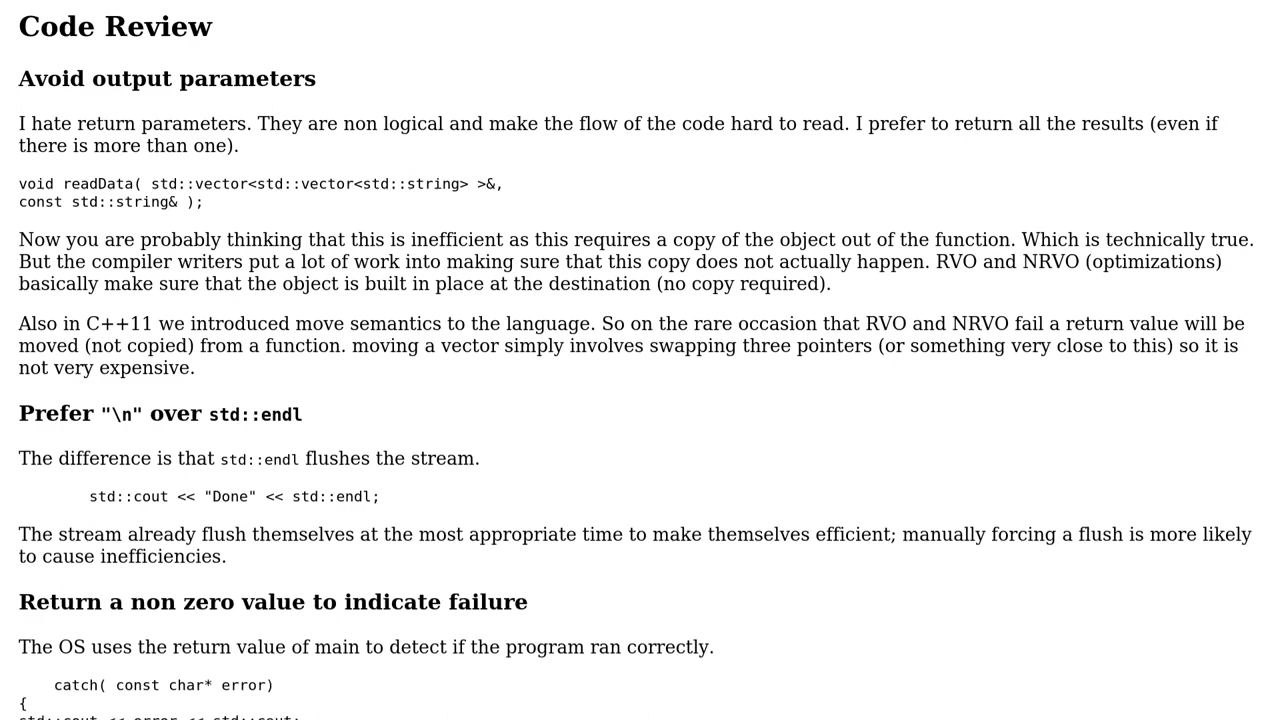 Code Review
Avoid output parameters
I hate return parameters. They are non logical and make the flow of the code hard to read. I prefer to return all the results (even if
there is more than one).
void readData( std::vector<std::vector<std::string> >&,
const std::string& );
Now you are probably thinking that this is inefficient as this requires a copy of the object out of the function. Which is technically true.
But the compiler writers put a lot of work into making sure that this copy does not actually happen. RVO and NRVO (optimizations)
basically make sure that the object is built in place at the destination (no copy required).
Also in C++11 we introduced move semantics to the language. So on the rare occasion that RVO and NRVO fail a return value will be
moved (not copied) from a function. moving a vector simply involves swapping three pointers (or something very close to this) so it is
not very expensive.
Prefer "\n" over std::endl
The difference is that std::endl flushes the stream.
std::cout << "Done" << std::endl;
The stream already flush themselves at the most appropriate time to make themselves efficient; manually forcing a flush is more likely
to cause inefficiencies.
Return a non zero value to indicate failure
The OS uses the return value of main to detect if the program ran correctly.
catch( const char* error)
{
std::cout << error << std::cout;